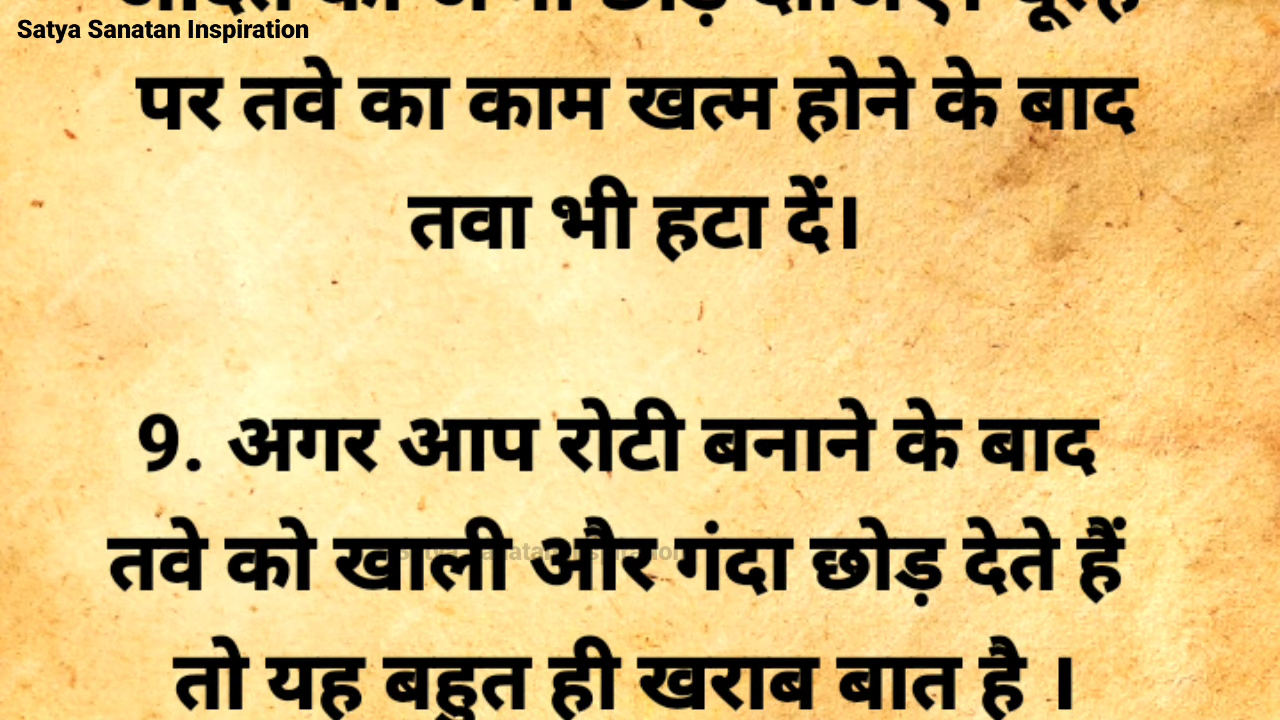 Satya Sanatan Inspiration
पर तवे का काम खत्म होने के बाद
तवा भी हटा दें।
9. अगर आप रोटी बनाने के बाद
तवे को खाली और गंदा छोड़ देते हैं
तो यह बहुत ही खराब बात है ।